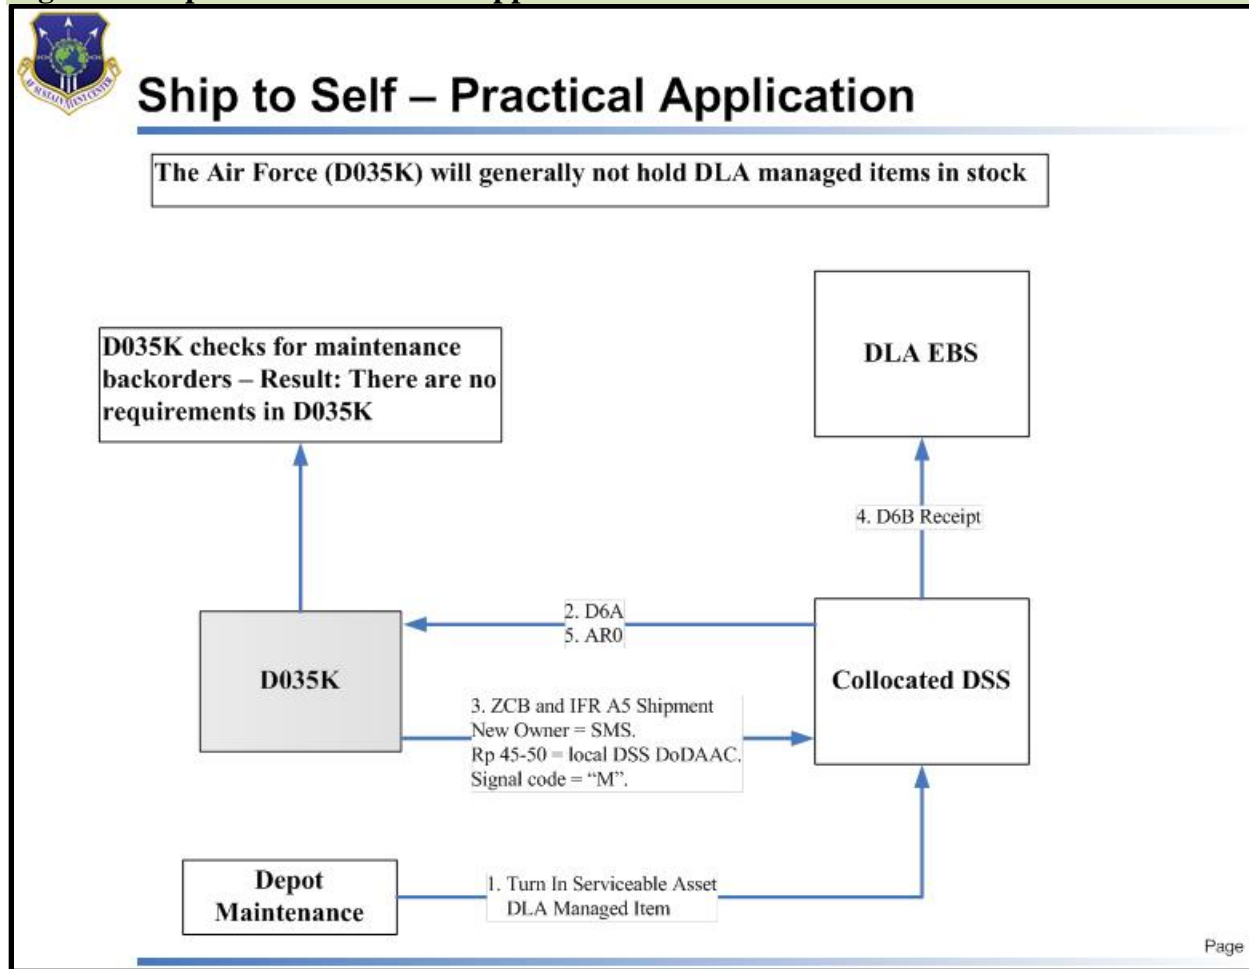 Ship to Self – Practical Application
The Air Force (D035K) will generally not hold DLA managed items in stock
D035K checks for maintenance
backorders – Result: There are no
requirements in D035K
DLA EBS
4. D6B Receipt
2. D6A
5. AR0
D035K
Collocated DSS
3. ZCB and IFR A5 Shipment
New Owner = SMS.
Rp 45-50 = local DSS DoDAAC.
Signal code = “M”.
Depot
Maintenance
1. Turn In Serviceable Asset
DLA Managed Item
Page